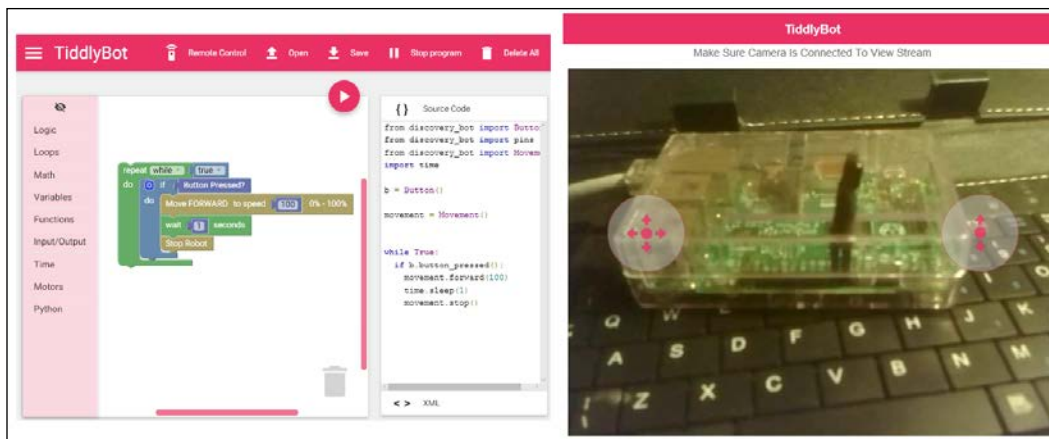 TiddlyBot
Remote Control
Open
Save
Stop program
Delete All
Logic
Loops
Math
Variables
Functions
Input/Output
Time
Motors
Python
repeat while true
do if Button Pressed?
do Move FORWARD to speed 100 0% - 100%
wait 1 seconds
Stop Robot
{ } Source Code
from discovery_bot import Butto
from discovery_bot import pins
from discovery_bot import Movem
import time
b = Button()
movement = Movement()
while True:
if b.button_pressed():
movement.forward(100)
time.sleep(1)
movement.stop()
< > XML
TiddlyBot
Make Sure Camera Is Connected To View Stream
Q W E R T Y U I O
A S D F G H J K
Z X C V B N M